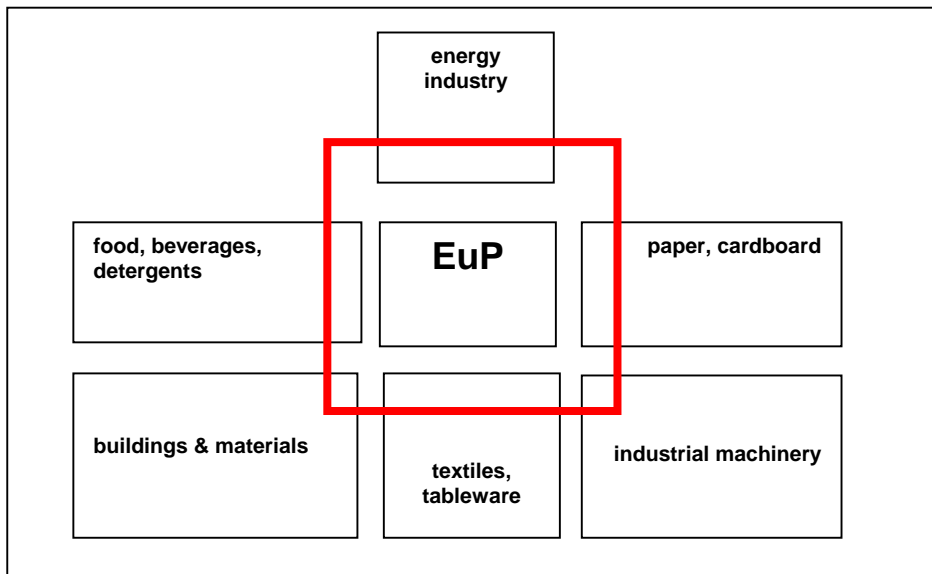 energy
industry
food, beverages,
detergents
EuP
paper, cardboard
buildings & materials
textiles,
tableware
industrial machinery